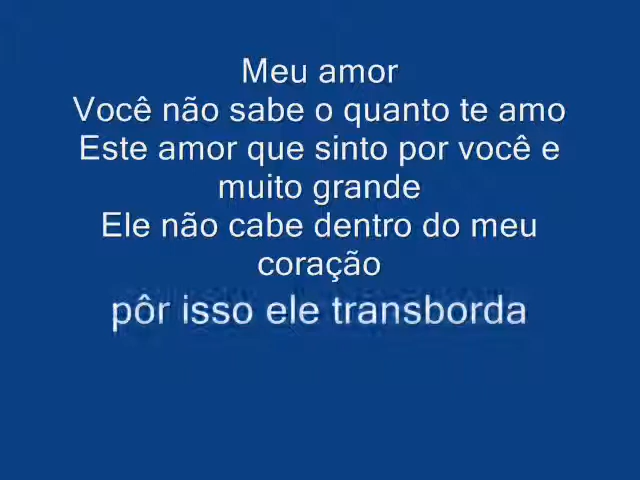 Meu amor
Você não sabe o quanto te amo
Este amor que sinto por você e
muito grande
Ele não cabe dentro do meu
coração
pôr isso ele transborda